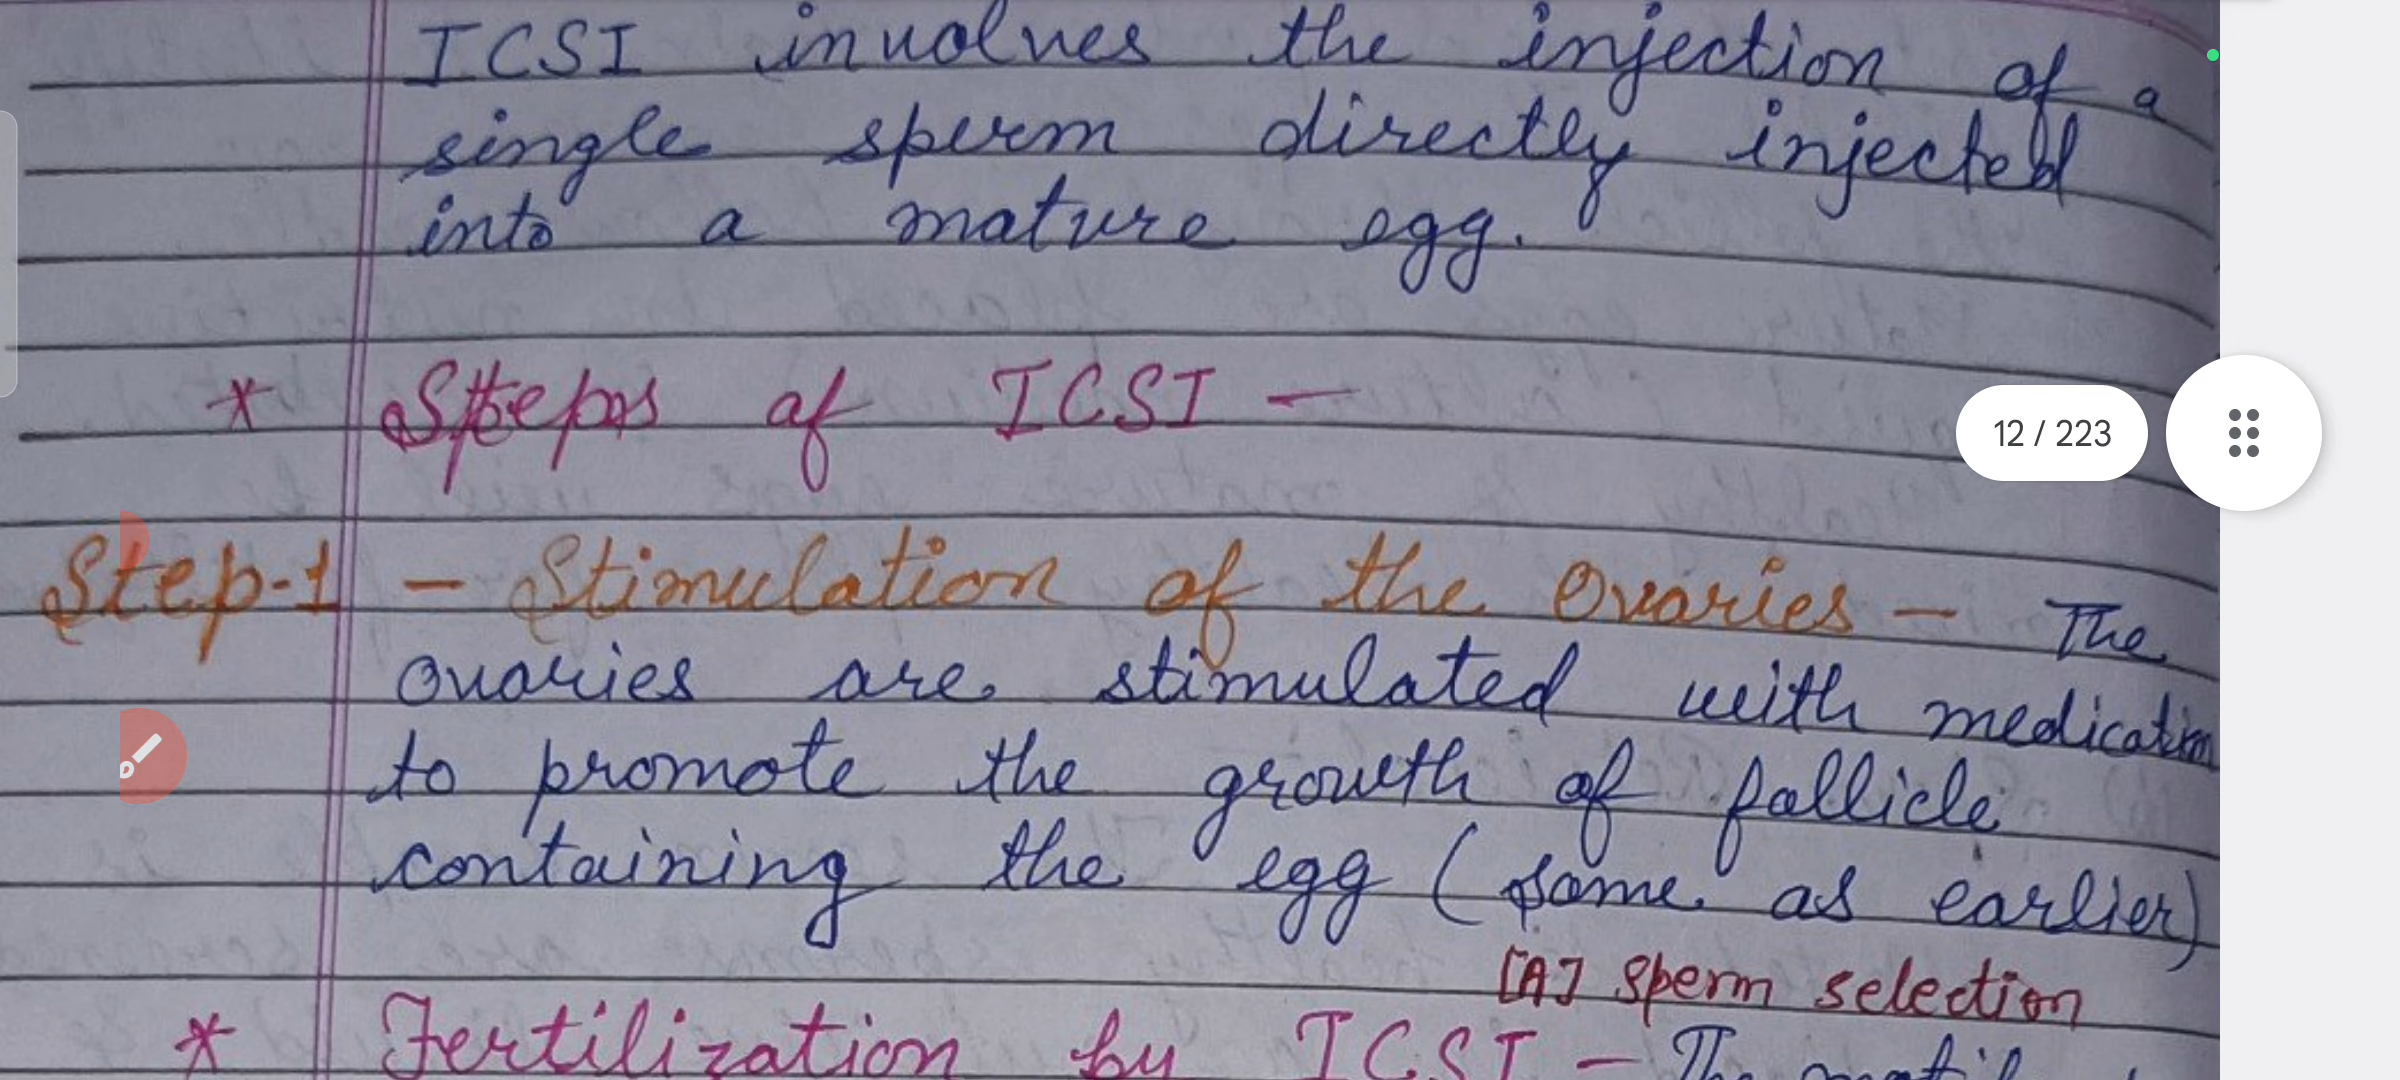 ICSI involves the injection of a
single sperm directly injected
into a mature egg.
* Steps of ICSI -
12 / 223
Step-1 - Stimulation of the Ovaries - The
ovaries are stimulated with medication
to promote the growth of follicle
containing the egg (same as earlier)
[A] Sperm selection
* Fertilization by ICSI - The